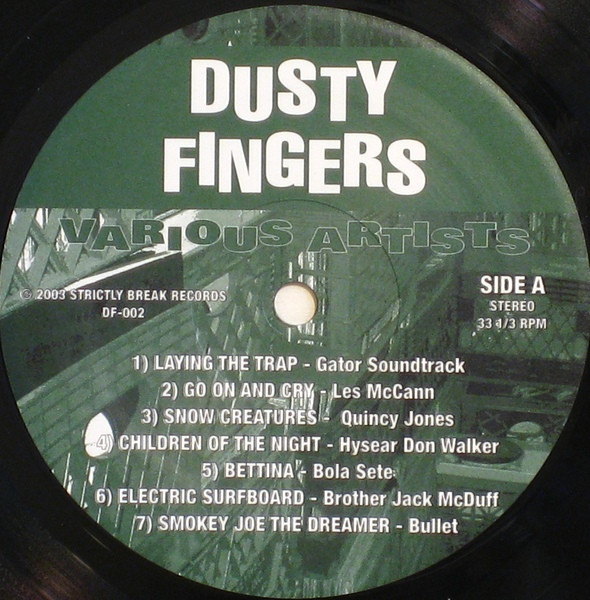 DUSTY
FINGERS
VARIOUS ARTISTS
© 2003 STRICTLY BREAK RECORDS
DF-002
SIDE A
STEREO
33 1/3 RPM
1) LAYING THE TRAP - Gator Soundtrack
2) GO ON AND CRY - Les McCann
3) SNOW CREATURES - Quincy Jones
4) CHILDREN OF THE NIGHT - Hysear Don Walker
5) BETTINA - Bola Sete
6) ELECTRIC SURFBOARD - Brother Jack McDuff
7) SMOKEY JOE THE DREAMER - Bullet